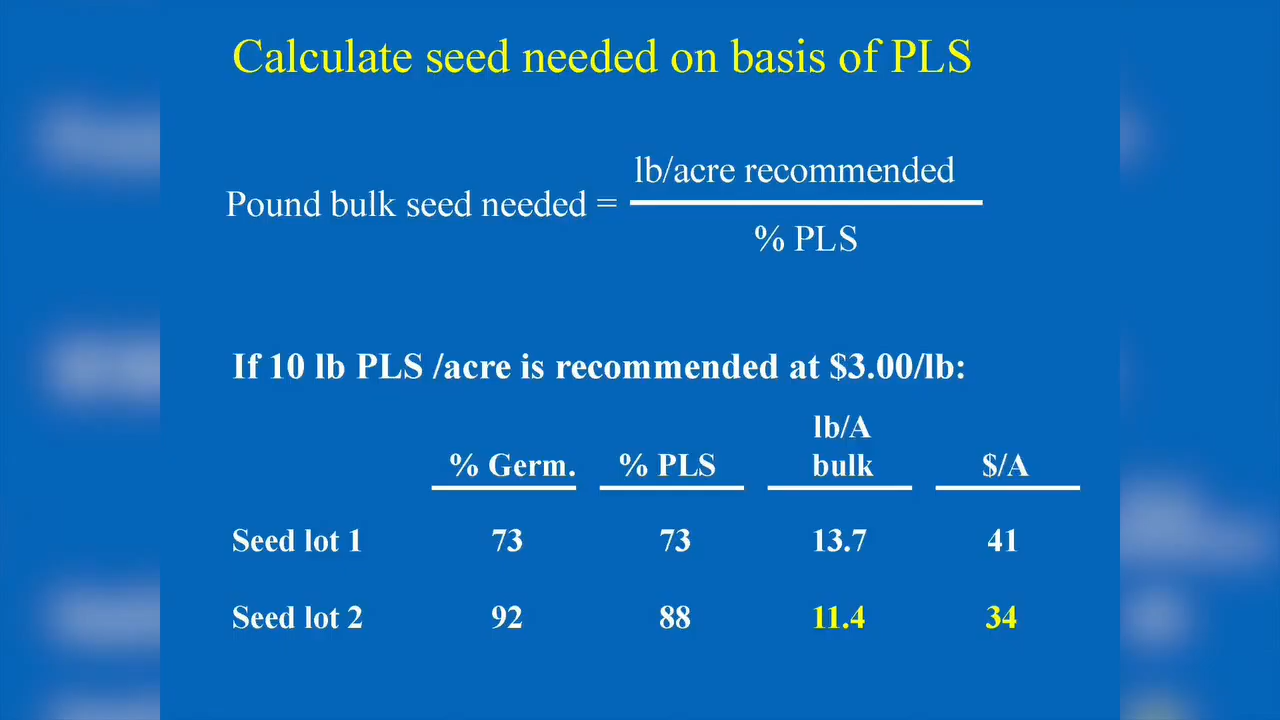 Calculate seed needed on basis of PLS
lb/acre recommended
Pound bulk seed needed =
% PLS
If 10 lb PLS /acre is recommended at $3.00/lb:
lb/A
% Germ. % PLS bulk $/A
Seed lot 1 73 73 13.7 41
Seed lot 2 92 88 11.4 34